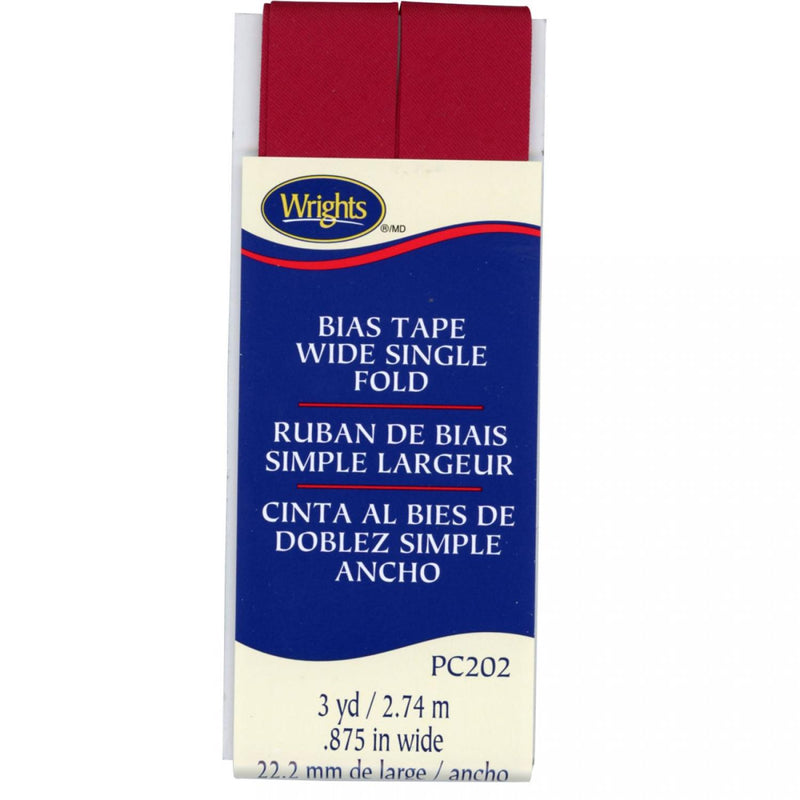 Wrights
®/MD
BIAS TAPE
WIDE SINGLE
FOLD
RUBAN DE BIAIS
SIMPLE LARGEUR
CINTA AL BIES DE
DOBLEZ SIMPLE
ANCHO
PC202
3 yd / 2.74 m
.875 in wide
22.2 mm de large / ancho